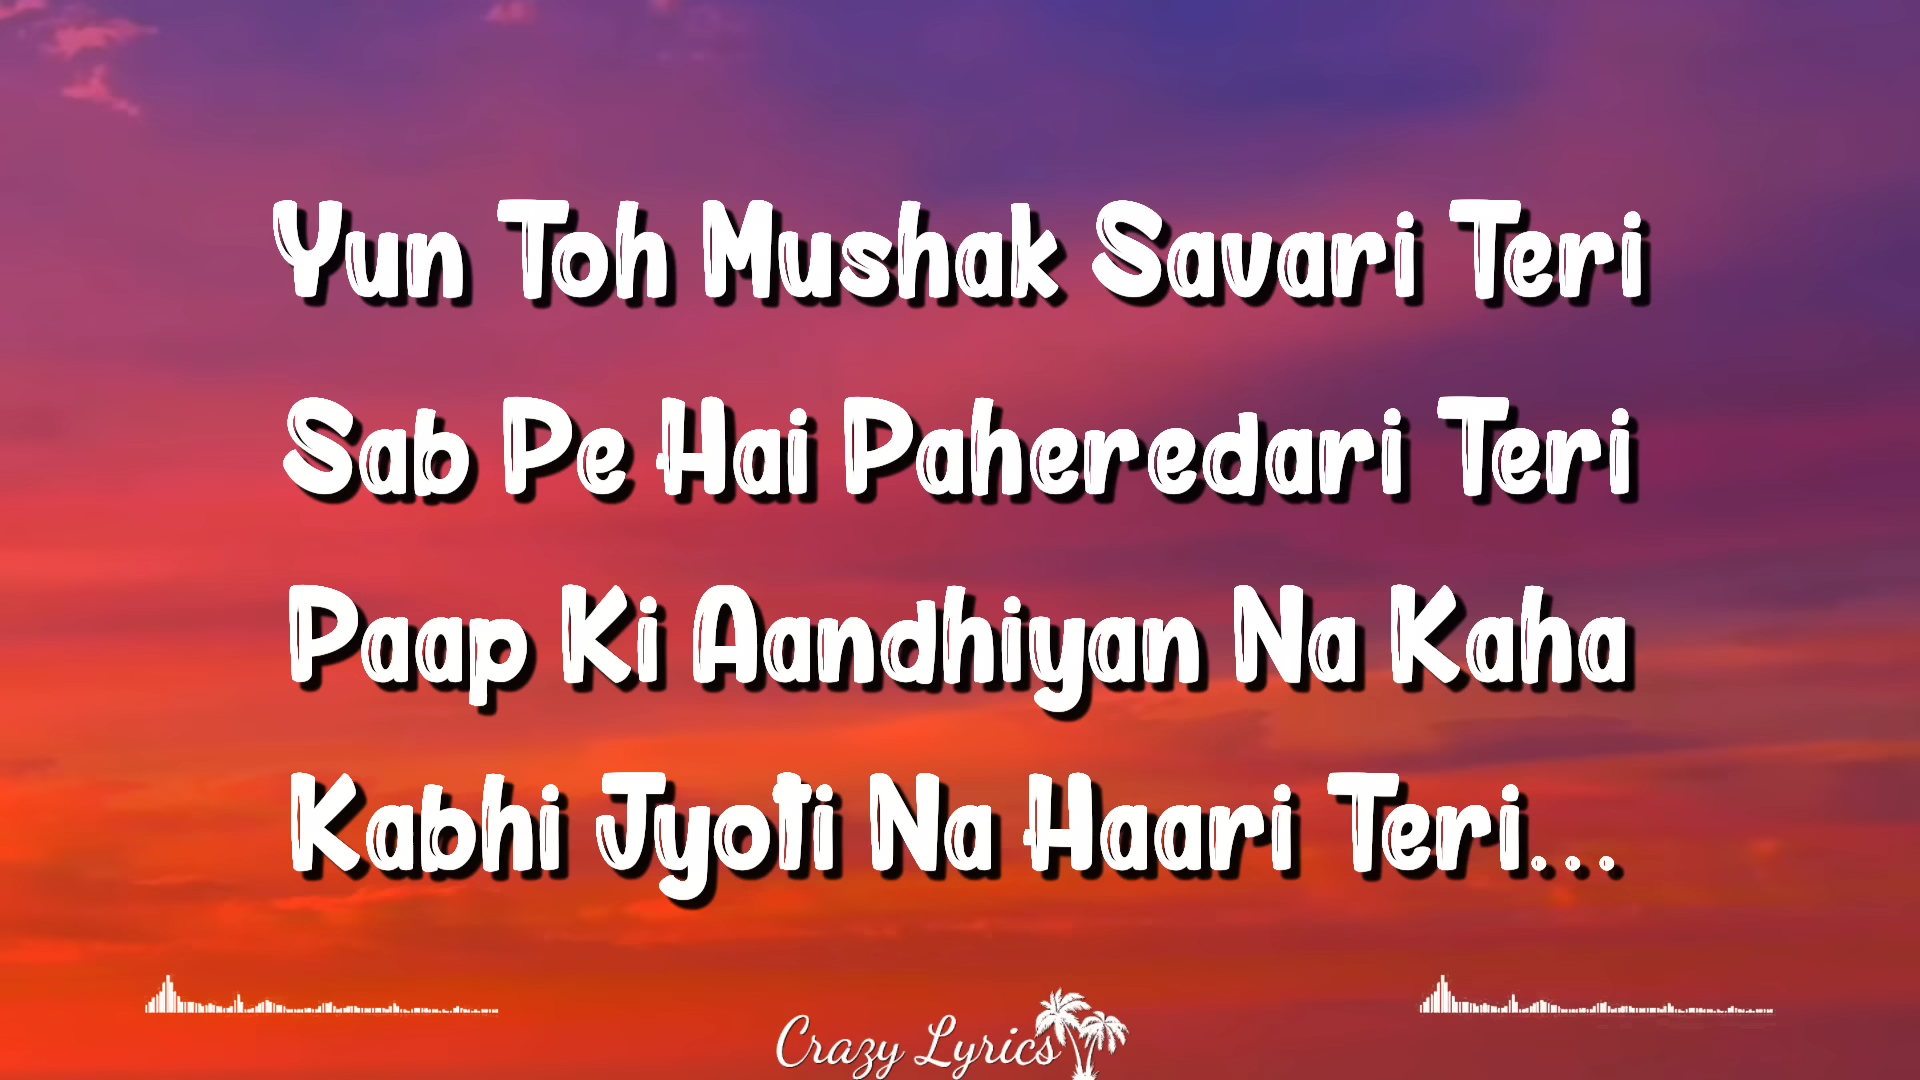 Yun Toh Mushak Savari Teri
Sab Pe Hai Paheredari Teri
Paap Ki Aandhiyan Na Kaha
Kabhi Jyoti Na Haari Teri...
Crazy Lyrics